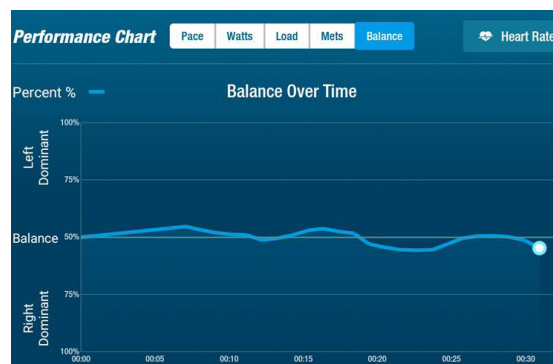 Performance Chart
Pace
Watts
Load
Mets
Balance
Heart Rate
Percent %
Balance Over Time
100%
Left
Dominant
75%
Balance
50%
75%
Right
Dominant
100%
00:00
00:05
00:10
00:15
00:20
00:25
00:30